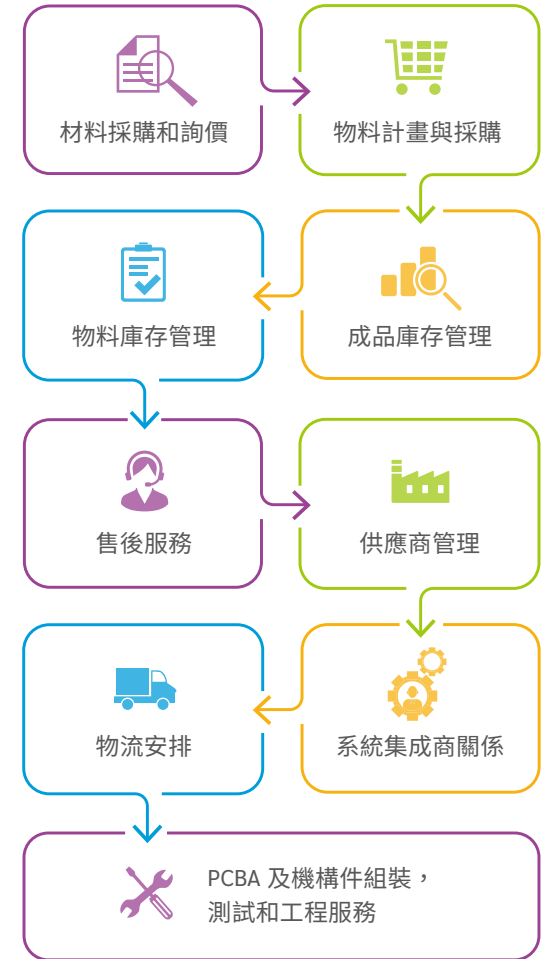 材料採購和詢價
物料計畫與採購
物料庫存管理
成品庫存管理
售後服務
供應商管理
物流安排
系統集成商關係
PCBA 及機構件組裝，
測試和工程服務